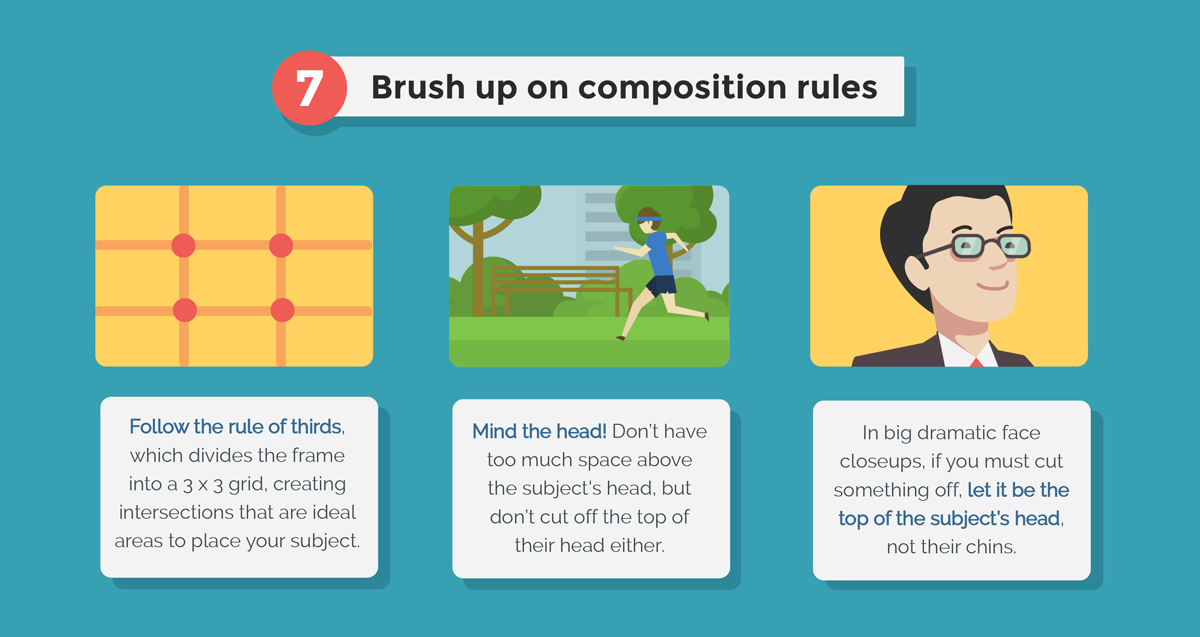 7 Brush up on composition rules
Follow the rule of thirds,
which divides the frame
into a 3 x 3 grid, creating
intersections that are ideal
areas to place your subject.
Mind the head! Don't have
too much space above
the subject's head, but
don't cut off the top of
their head either.
In big dramatic face
closeups, if you must cut
something off, let it be the
top of the subject's head,
not their chins.